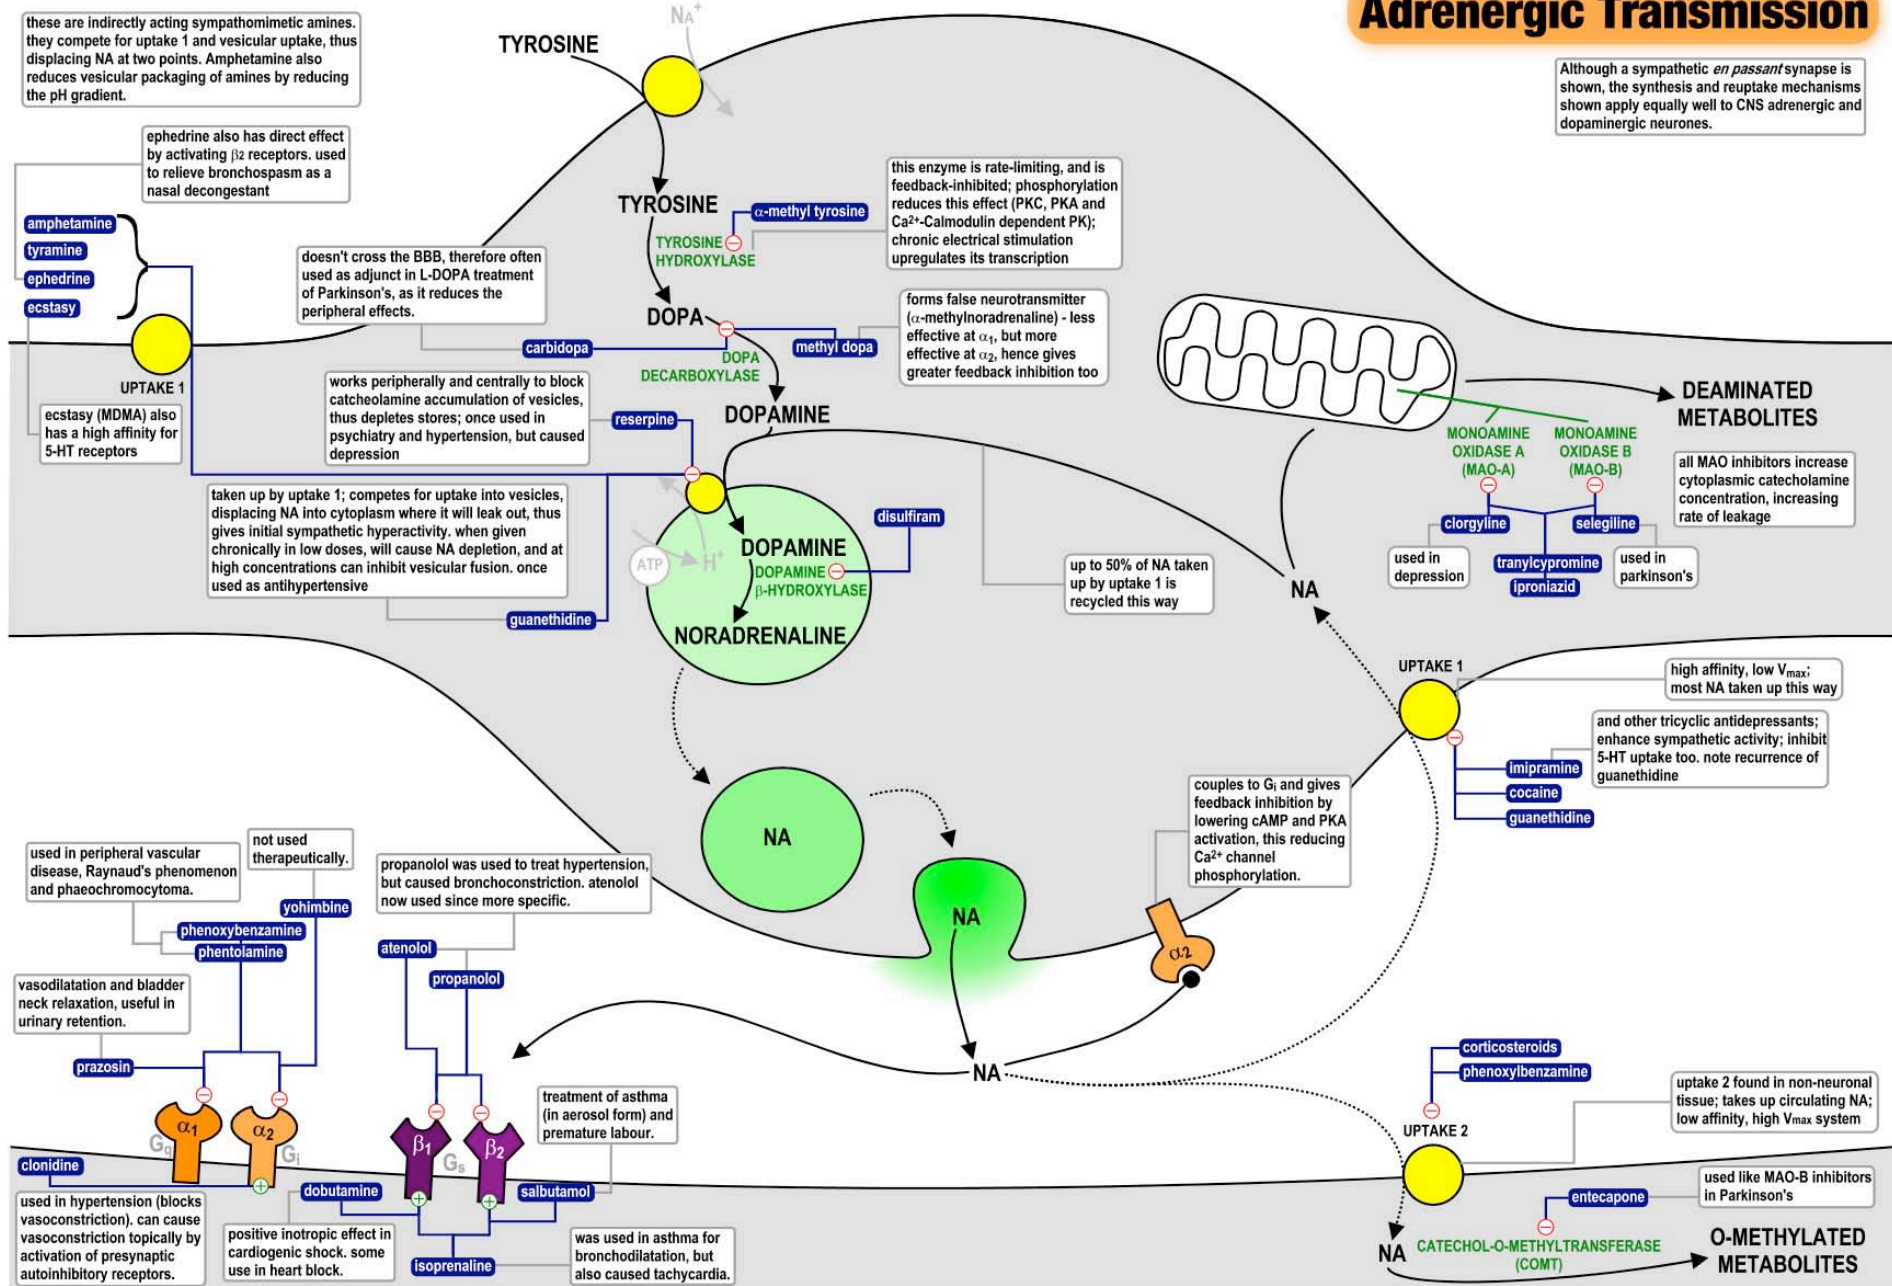 Adrenergic Transmission
these are indirectly acting sympathomimetic amines.
they compete for uptake 1 and vesicular uptake, thus
displacing NA at two points. Amphetamine also
reduces vesicular packaging of amines by reducing
the pH gradient.
Although a sympathetic en passant synapse is
shown, the synthesis and reuptake mechanisms
shown apply equally well to CNS adrenergic and
dopaminergic neurones.
TYROSINE
NA+
ephedrine also has direct effect
by activating β2 receptors. used
to relieve bronchospasm as a
nasal decongestant
amphetamine
tyramine
ephedrine
ecstasy
UPTAKE 1
ecstasy (MDMA) also
has a high affinity for
5-HT receptors
TYROSINE
α-methyl tyrosine
TYROSINE
HYDROXYLASE
this enzyme is rate-limiting, and is
feedback-inhibited; phosphorylation
reduces this effect (PKC, PKA and
Ca2+-Calmodulin dependent PK);
chronic electrical stimulation
upregulates its transcription
doesn't cross the BBB, therefore often
used as adjunct in L-DOPA treatment
of Parkinson's, as it reduces the
peripheral effects.
DOPA
carbidopa
methyl dopa
DOPA
DECARBOXYLASE
forms false neurotransmitter
(α-methylnoradrenaline) - less
effective at α1, but more
effective at α2, hence gives
greater feedback inhibition too
works peripherally and centrally to block
catcheolamine accumulation of vesicles,
thus depletes stores; once used in
psychiatry and hypertension, but caused
depression
reserpine
DOPAMINE
DEAMINATED
METABOLITES
MONOAMINE
OXIDASE A
(MAO-A)
MONOAMINE
OXIDASE B
(MAO-B)
all MAO inhibitors increase
cytoplasmic catecholamine
concentration, increasing
rate of leakage
clorgyline
selegiline
used in
depression
tranylcypromine
iproniazid
used in
parkinson's
taken up by uptake 1; competes for uptake into vesicles,
displacing NA into cytoplasm where it will leak out, thus
gives initial sympathetic hyperactivity. when given
chronically in low doses, will cause NA depletion, and at
high concentrations can inhibit vesicular fusion. once
used as antihypertensive
guanethidine
ATP
H+
DOPAMINE
DOPAMINE
β-HYDROXYLASE
disulfiram
NORADRENALINE
up to 50% of NA taken
up by uptake 1 is
recycled this way
NA
UPTAKE 1
high affinity, low Vmax;
most NA taken up this way
and other tricyclic antidepressants;
enhance sympathetic activity; inhibit
5-HT uptake too. note recurrence of
guanethidine
imipramine
cocaine
guanethidine
NA
NA
couples to Gi and gives
feedback inhibition by
lowering cAMP and PKA
activation, this reducing
Ca2+ channel
phosphorylation.
α2
NA
used in peripheral vascular
disease, Raynaud's phenomenon
and phaeochromocytoma.
not used
therapeutically.
yohimbine
phenoxybenzamine
phentolamine
propanolol was used to treat hypertension,
but caused bronchoconstriction. atenolol
now used since more specific.
atenolol
propanolol
vasodilatation and bladder
neck relaxation, useful in
urinary retention.
prazosin
α1
Gq
α2
Gi
β1
Gs
β2
treatment of asthma
(in aerosol form) and
premature labour.
clonidine
used in hypertension (blocks
vasoconstriction). can cause
vasoconstriction topically by
activation of presynaptic
autoinhibitory receptors.
dobutamine
salbutamol
positive inotropic effect in
cardiogenic shock. some
use in heart block.
isoprenaline
was used in asthma for
bronchodilatation, but
also caused tachycardia.
corticosteroids
phenoxylbenzamine
UPTAKE 2
uptake 2 found in non-neuronal
tissue; takes up circulating NA;
low affinity, high Vmax system
entecapone
used like MAO-B inhibitors
in Parkinson's
NA
CATECHOL-O-METHYLTRANSFERASE
(COMT)
O-METHYLATED
METABOLITES